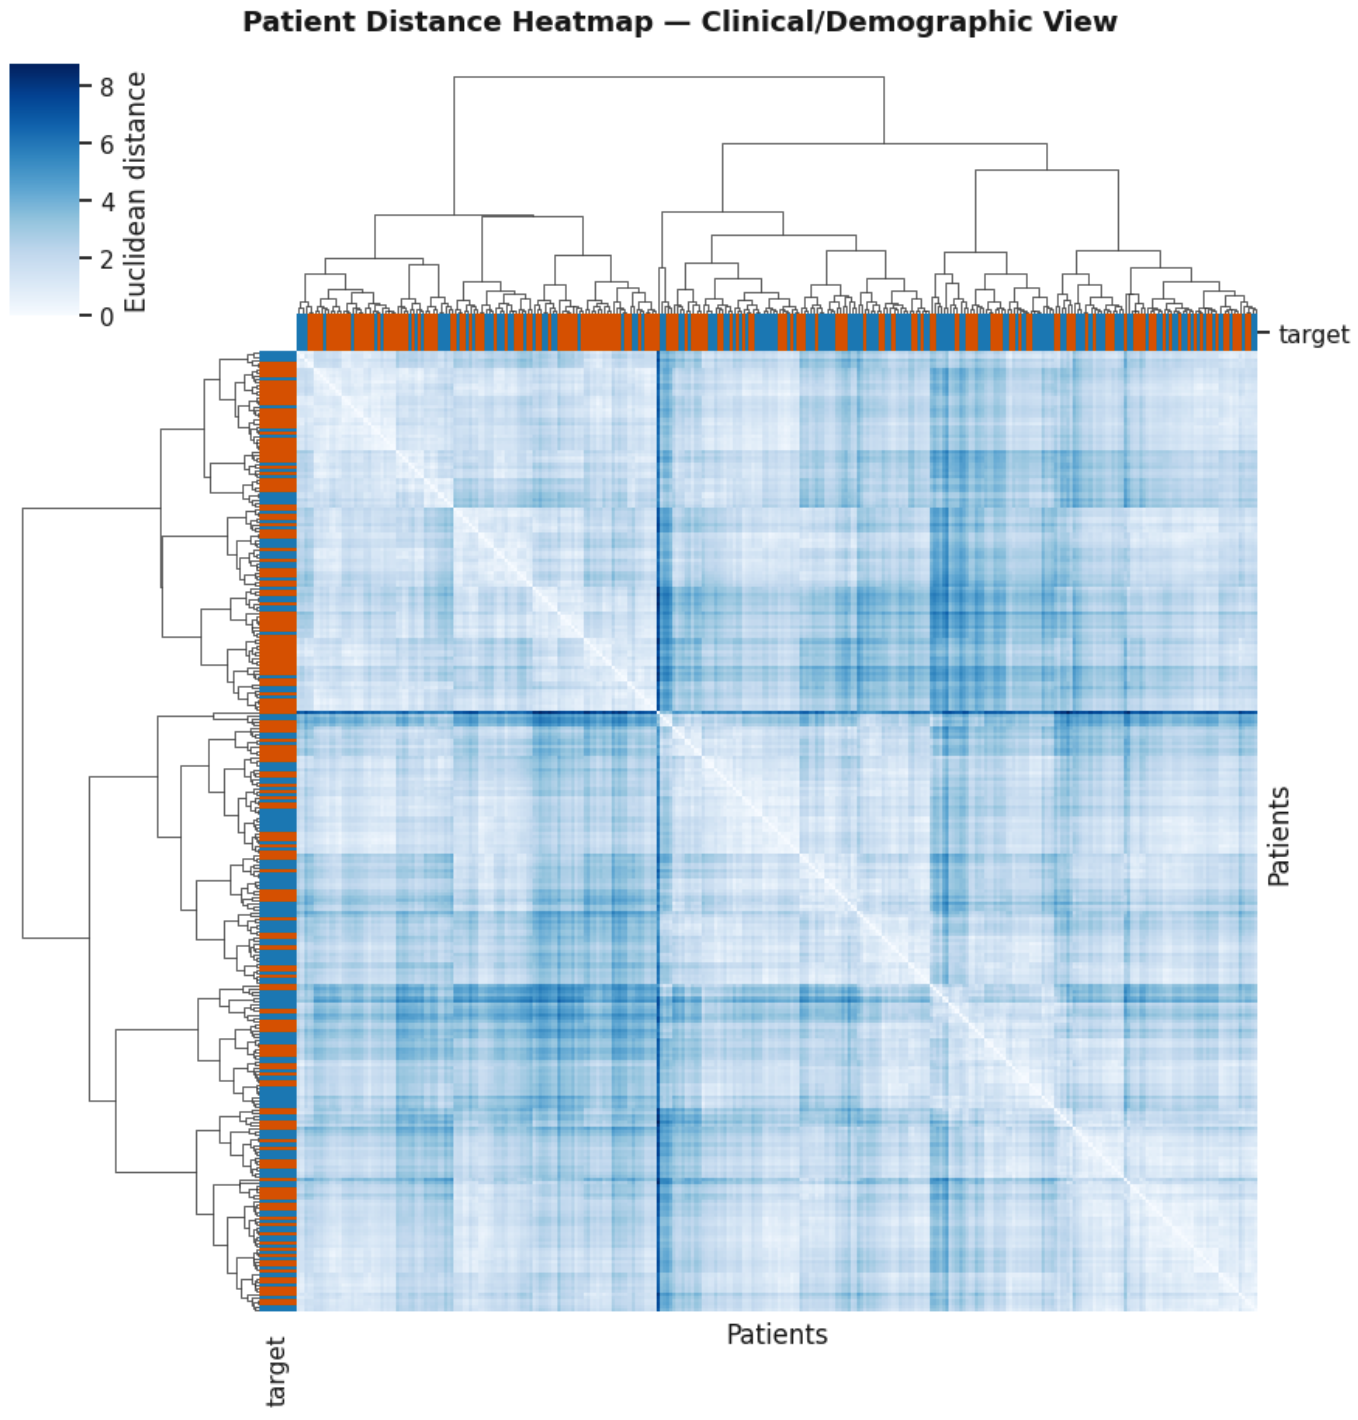 Patient Distance Heatmap — Clinical/Demographic View
8
6
4
2
0
Euclidean distance
target
Patients
Patients
target